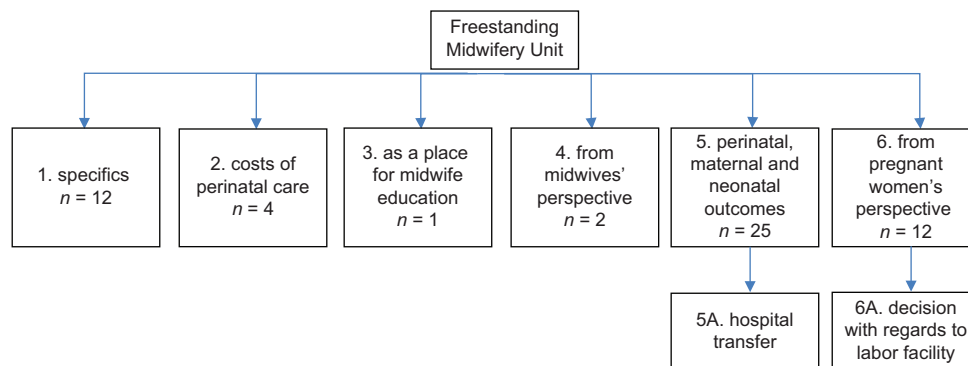 Freestanding
Midwifery Unit
1. specifics
n = 12
2. costs of
perinatal care
n = 4
3. as a place
for midwife
education
n = 1
4. from
midwives’
perspective
n = 2
5. perinatal,
maternal and
neonatal
outcomes
n = 25
6. from
pregnant
women’s
perspective
n = 12
5A. hospital
transfer
6A. decision
with regards to
labor facility